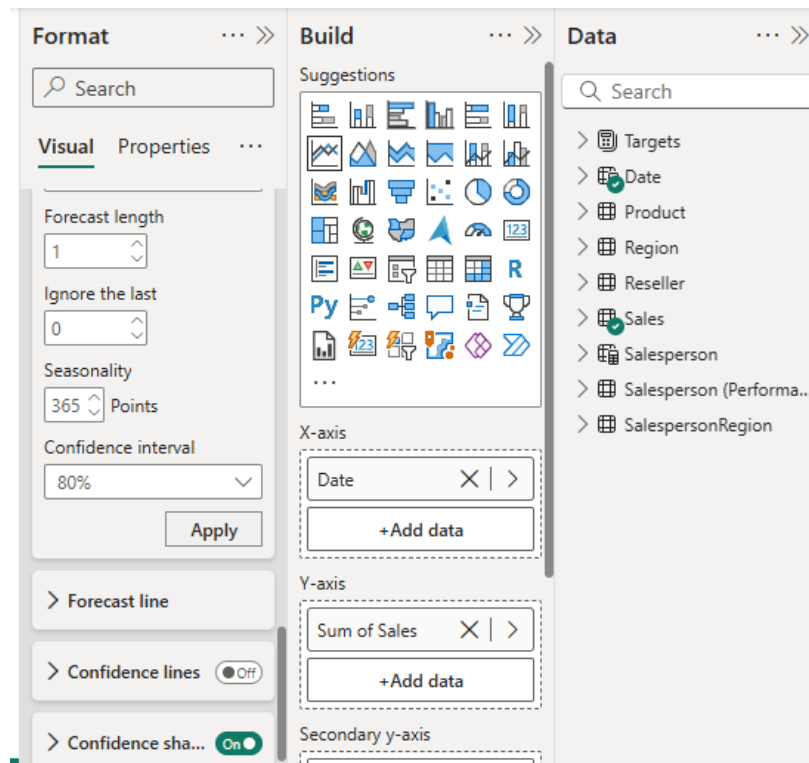 Format
Search
Visual Properties
Forecast length
1
Ignore the last
0
Seasonality
365 Points
Confidence interval
80%
Apply
Forecast line
Confidence lines Off
Confidence sha... On
Build
Suggestions
123
R
Py
123
X-axis
Date
+Add data
Y-axis
Sum of Sales
+Add data
Secondary y-axis
Data
Search
Targets
Date
Product
Region
Reseller
Sales
Salesperson
Salesperson (Performa...
SalespersonRegion